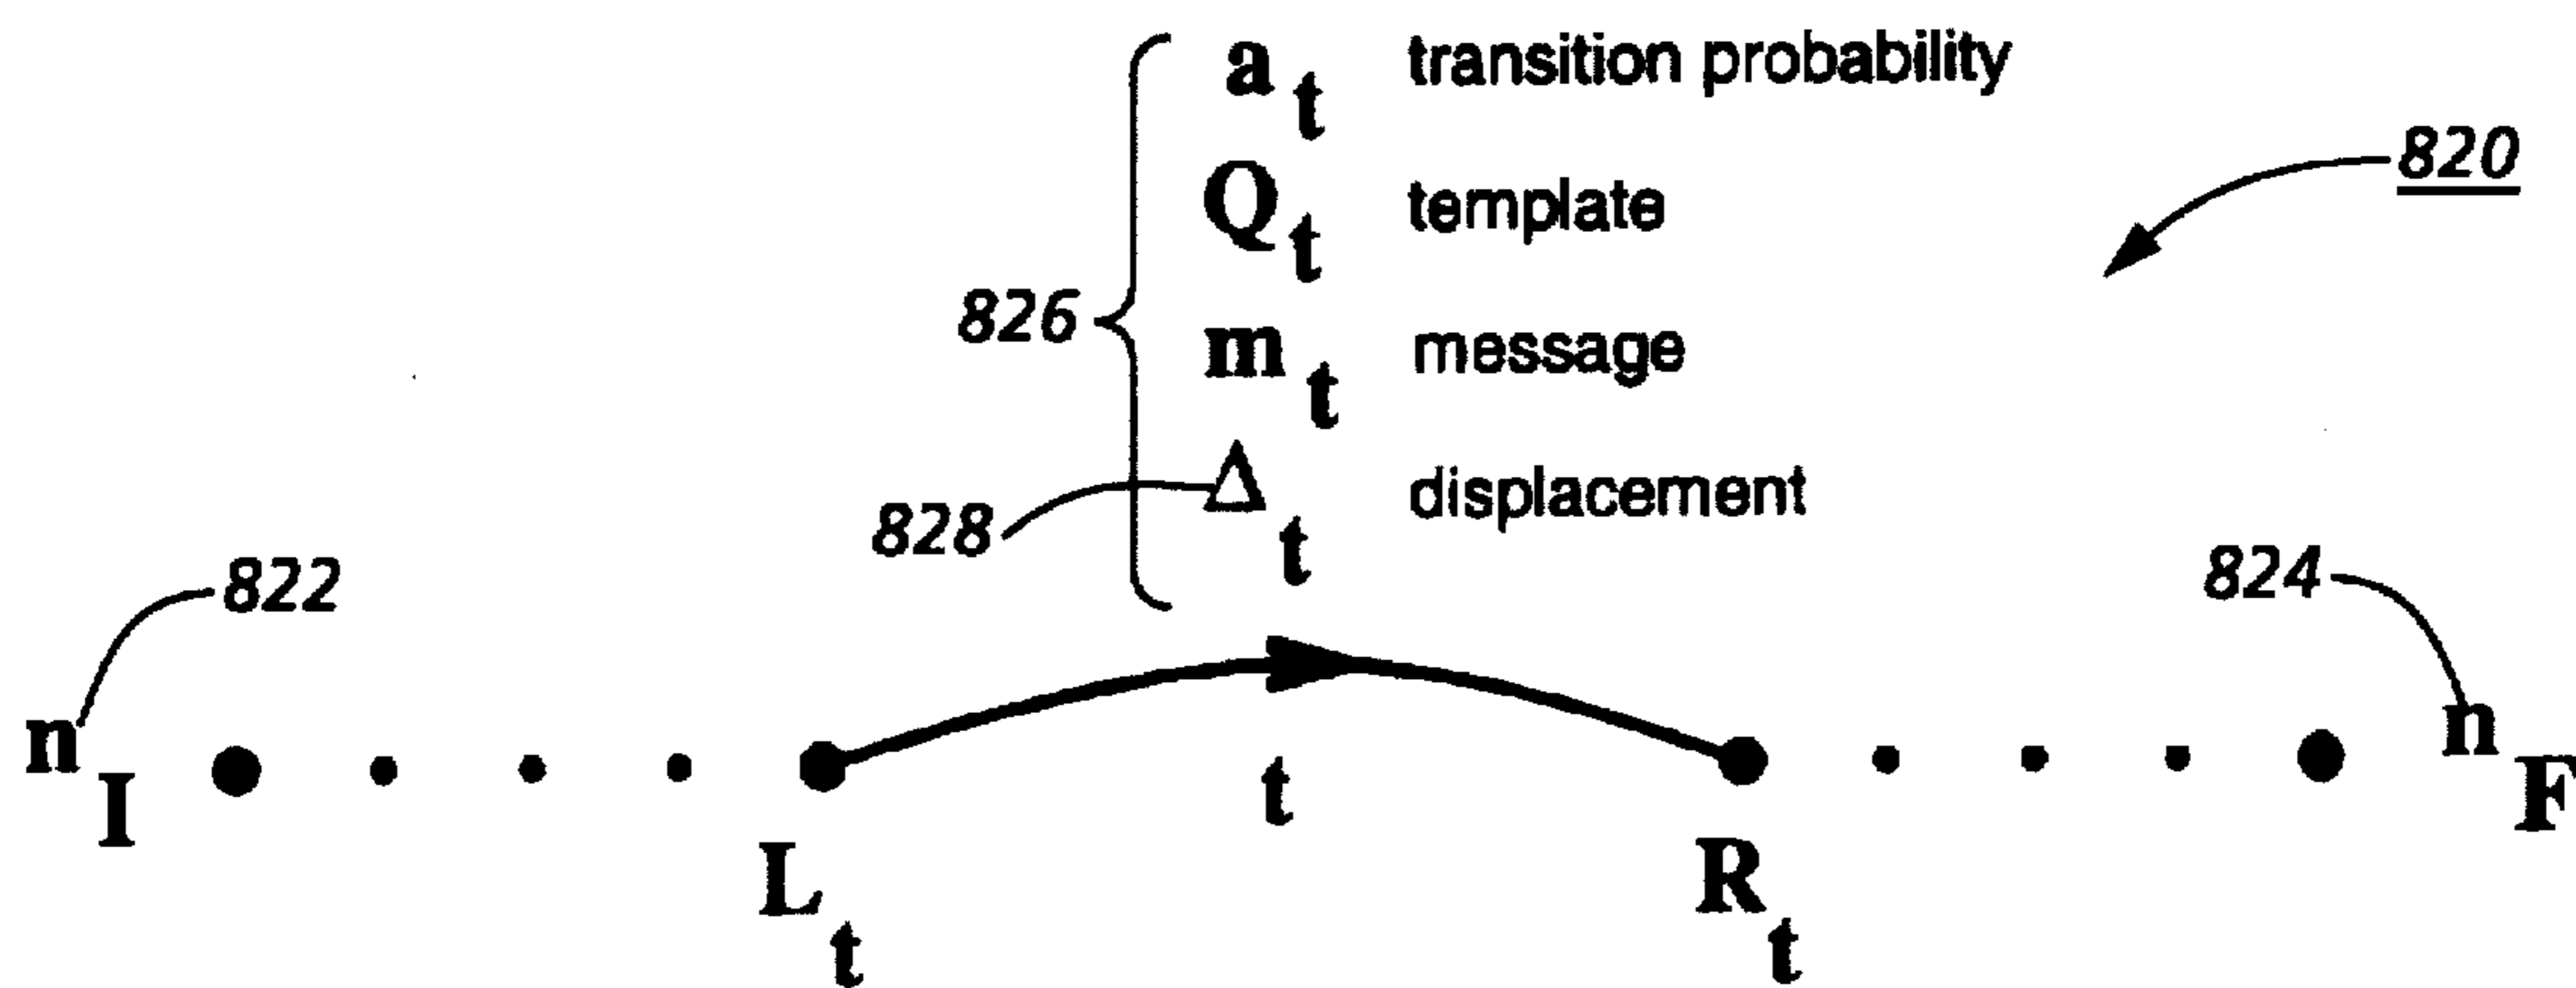 a t transition probability
820
Q t template
826
m t message
828
Δ t displacement
822
824
n I
n F
t
L t
R t